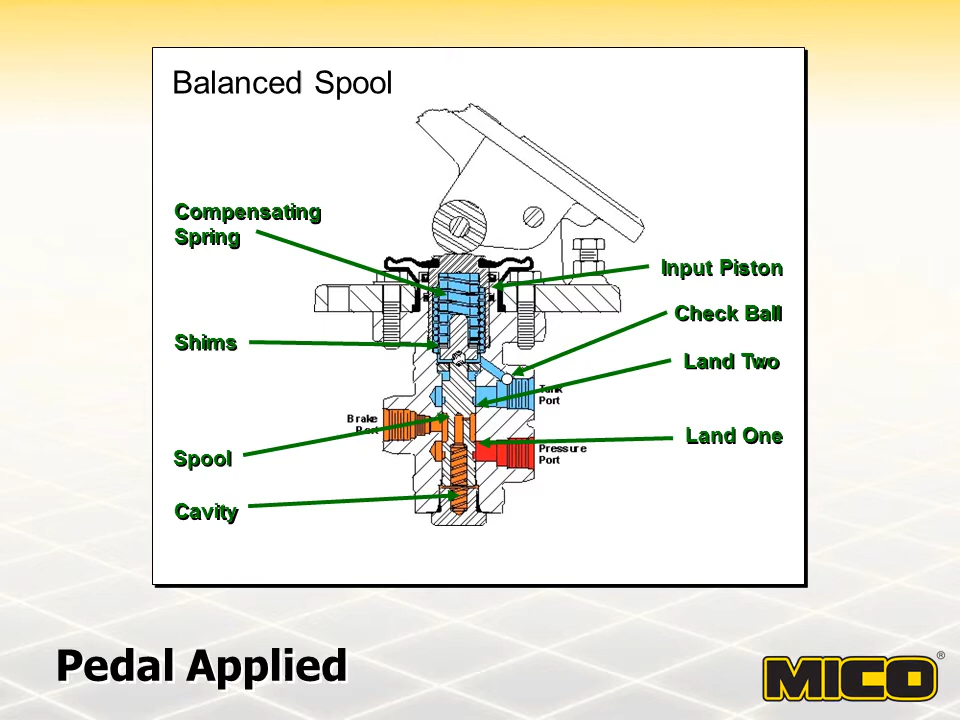 Balanced Spool
Compensating
Spring
Input Piston
Check Ball
Shims
Land Two
Tank
Port
Brake
Port
Land One
Pressure
Port
Spool
Cavity
Pedal Applied
MICO®